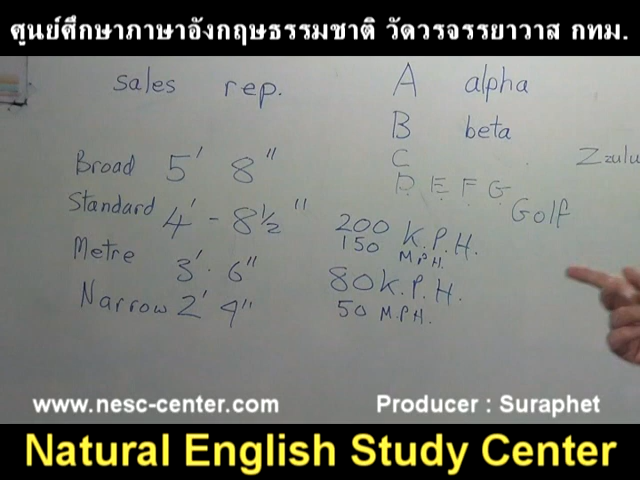 ศูนย์ศึกษาภาษาอังกฤษธรรมชาติ วัดวรจรรยาวาส กทม.
sales rep.
A alpha
B beta
C Zzulu
D E F G Golf
Broad 5' 8"
Standard 4' - 8½"
Metre 3' . 6"
Narrow 2' 4"
200 K.P.H.
150 M.P.H.
80 K.P.H.
50 M.P.H.
www.nesc-center.com Producer : Suraphet
Natural English Study Center